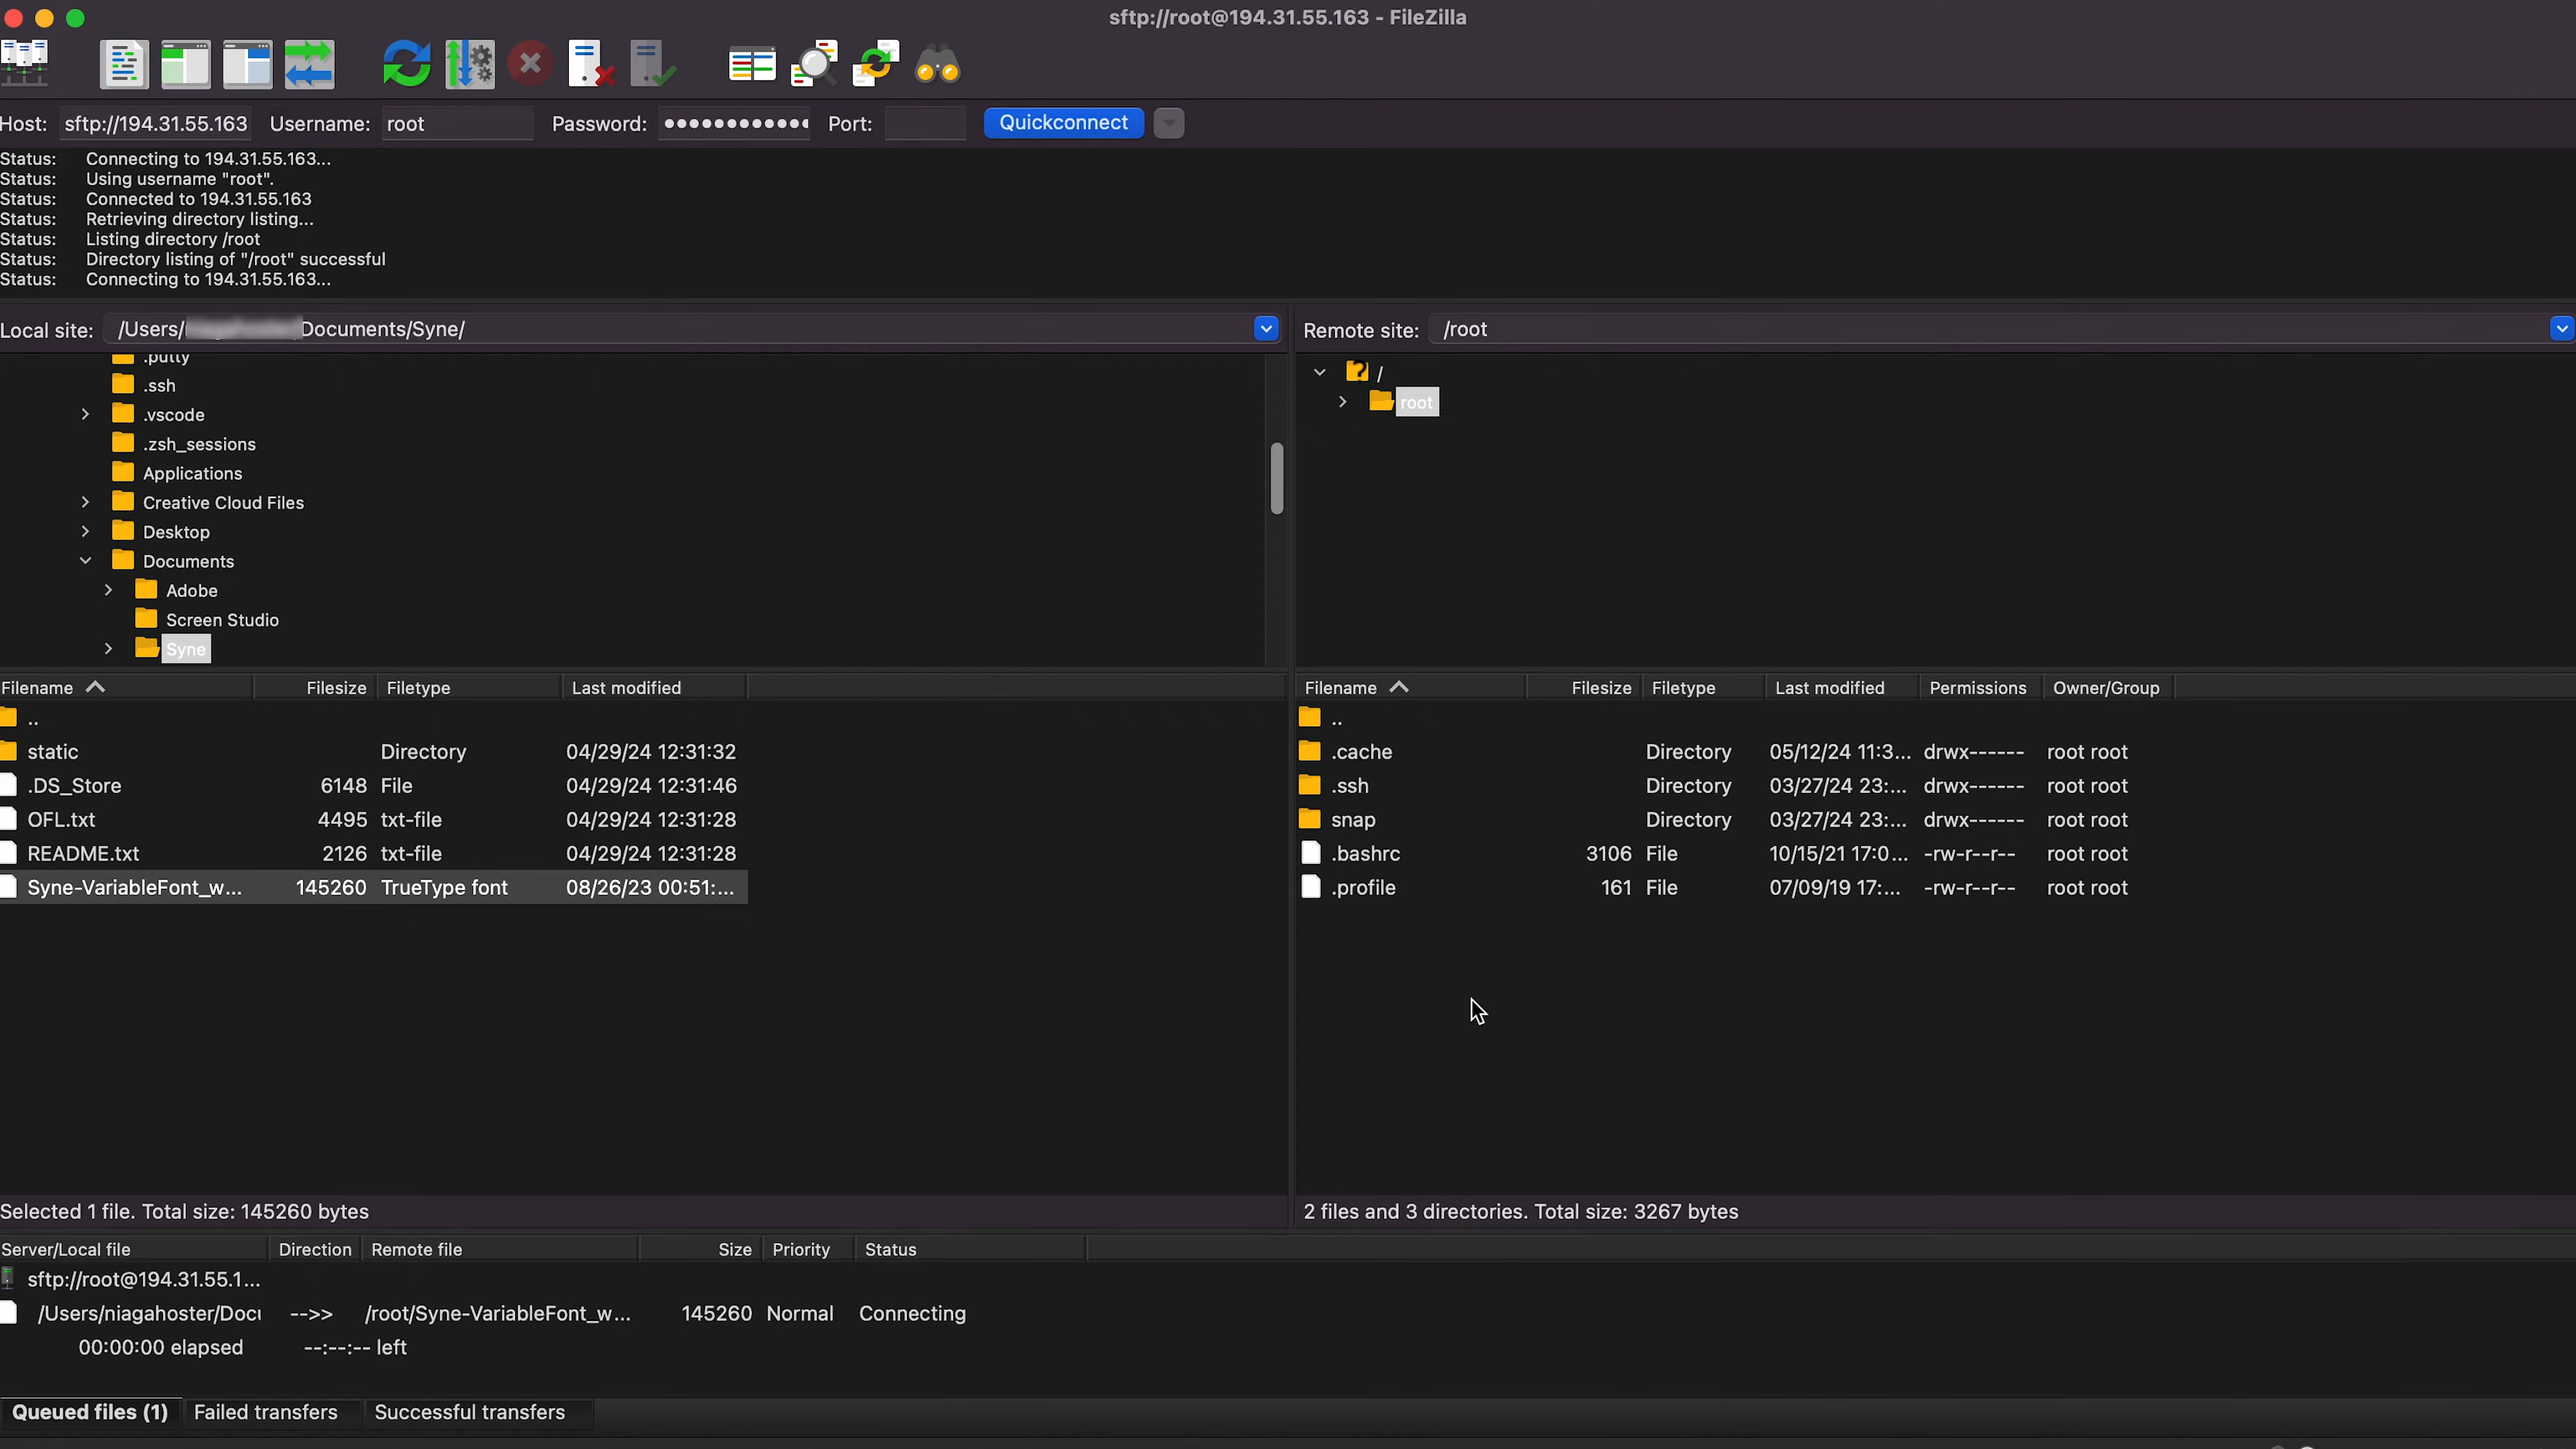 sftp://root@194.31.55.163 - FileZilla
Host: sftp://194.31.55.163 Username: root Password: ●●●●●●●●●●●● Port: Quickconnect
Status: Connecting to 194.31.55.163...
Status: Using username "root".
Status: Connected to 194.31.55.163
Status: Retrieving directory listing...
Status: Listing directory /root
Status: Directory listing of "/root" successful
Status: Connecting to 194.31.55.163...
Local site: /Users/ Documents/Syne/
.putty
.ssh
.vscode
.zsh_sessions
Applications
Creative Cloud Files
Desktop
Documents
Adobe
Screen Studio
Syne
Filename Filesize Filetype Last modified
..
static Directory 04/29/24 12:31:32
.DS_Store 6148 File 04/29/24 12:31:46
OFL.txt 4495 txt-file 04/29/24 12:31:28
README.txt 2126 txt-file 04/29/24 12:31:28
Syne-VariableFont_w... 145260 TrueType font 08/26/23 00:51:...
Selected 1 file. Total size: 145260 bytes
Remote site: /root
/
root
Filename Filesize Filetype Last modified Permissions Owner/Group
..
.cache Directory 05/12/24 11:3... drwx------ root root
.ssh Directory 03/27/24 23:... drwx------ root root
snap Directory 03/27/24 23:... drwx------ root root
.bashrc 3106 File 10/15/21 17:0... -rw-r--r-- root root
.profile 161 File 07/09/19 17:... -rw-r--r-- root root
2 files and 3 directories. Total size: 3267 bytes
Server/Local file Direction Remote file Size Priority Status
sftp://root@194.31.55.1...
/Users/niagahoster/Docu -->> /root/Syne-VariableFont_w... 145260 Normal Connecting
00:00:00 elapsed --:--:-- left
Queued files (1) Failed transfers Successful transfers